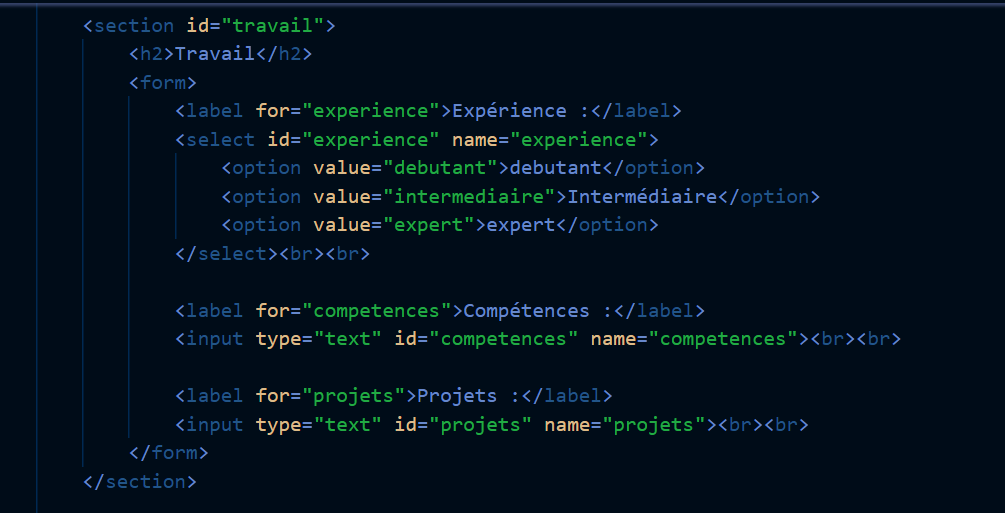 <section id="travail">
<h2>Travail</h2>
<form>
<label for="experience">Expérience :</label>
<select id="experience" name="experience">
<option value="debutant">debutant</option>
<option value="intermediaire">Intermédiaire</option>
<option value="expert">expert</option>
</select><br><br>
<label for="competences">Compétences :</label>
<input type="text" id="competences" name="competences"><br><br>
<label for="projets">Projets :</label>
<input type="text" id="projets" name="projets"><br><br>
</form>
</section>